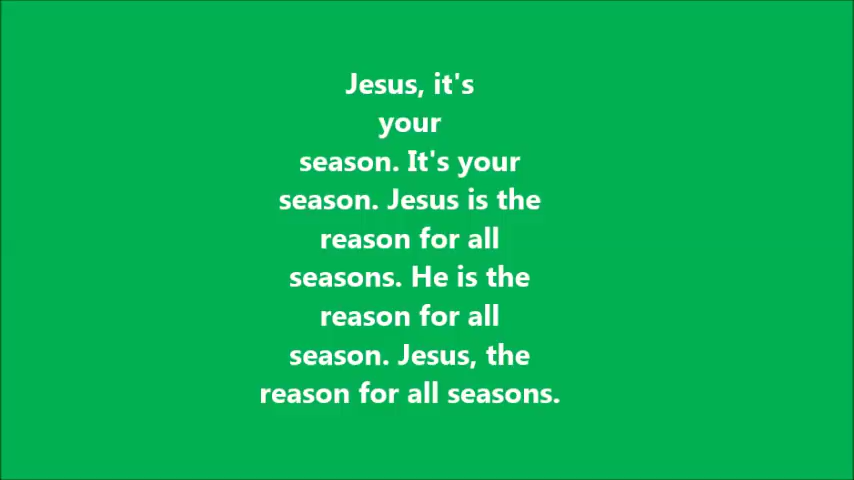 Jesus, it's
your
season. It's your
season. Jesus is the
reason for all
seasons. He is the
reason for all
season. Jesus, the
reason for all seasons.